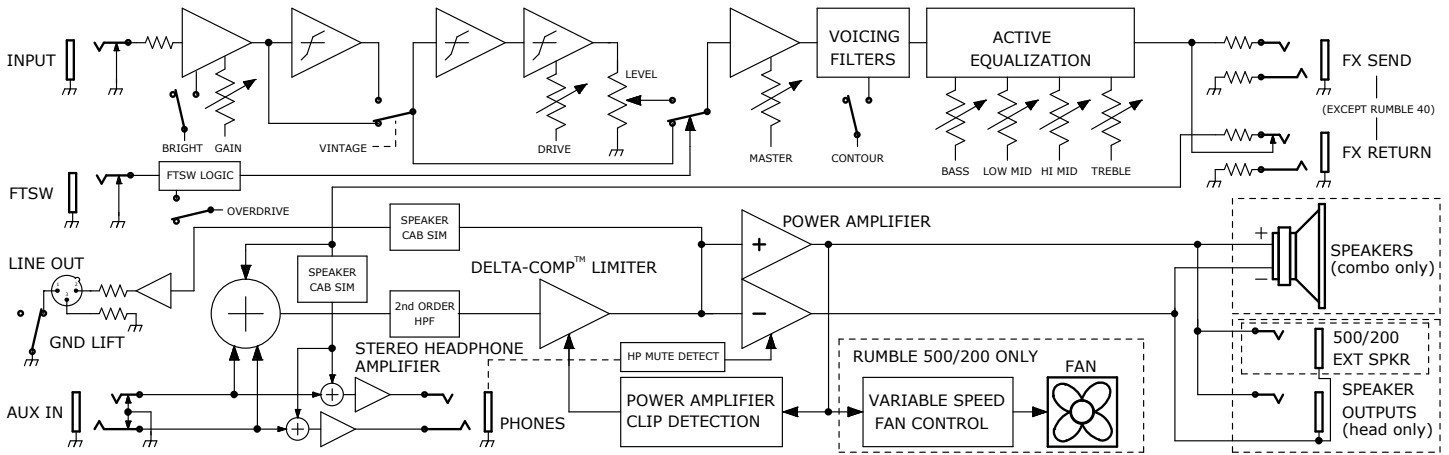 INPUT
BRIGHT
GAIN
VINTAGE
DRIVE
LEVEL
MASTER
VOICING
FILTERS
CONTOUR
ACTIVE
EQUALIZATION
BASS
LOW MID
HI MID
TREBLE
FX SEND
(EXCEPT RUMBLE 40)
FX RETURN
FTSW
FTSW LOGIC
OVERDRIVE
SPEAKER
CAB SIM
POWER AMPLIFIER
+
−
LINE OUT
GND LIFT
SPEAKER
CAB SIM
2nd ORDER
HPF
DELTA-COMP™ LIMITER
+
−
SPEAKERS
(combo only)
500/200
EXT SPKR
SPEAKER
OUTPUTS
(head only)
STEREO HEADPHONE
AMPLIFIER
HP MUTE DETECT
RUMBLE 500/200 ONLY
FAN
AUX IN
PHONES
POWER AMPLIFIER
CLIP DETECTION
VARIABLE SPEED
FAN CONTROL